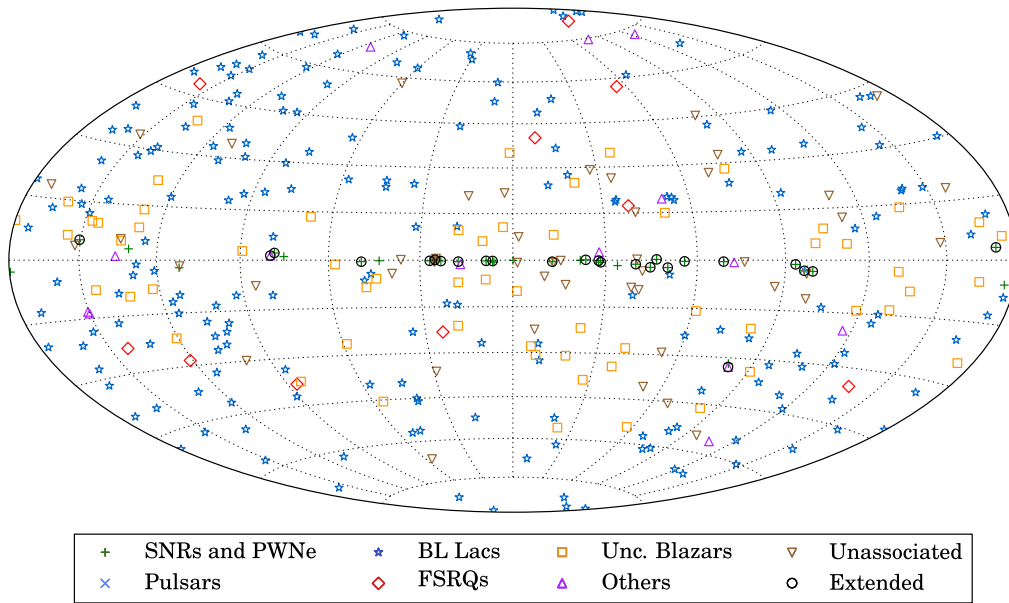 SNRs and PWNe BL Lacs Unc. Blazars Unassociated
Pulsars FSRQs Others Extended